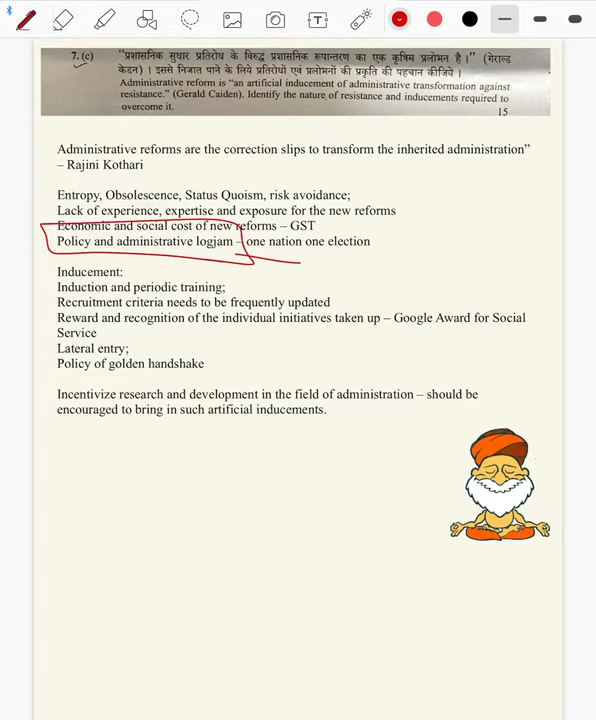 7. (c) "प्रशासनिक सुधार प्रतिरोध के विरुद्ध प्रशासनिक रूपान्तरण का एक कृत्रिम प्रलोभन है।" (गेराल्ड
केडन)। इससे निजात पाने के लिये प्रतिरोधों एवं प्रलोभनों की प्रकृति की पहचान कीजिये।
Administrative reform is "an artificial inducement of administrative transformation against
resistance." (Gerald Caiden). Identify the nature of resistance and inducements required to
overcome it.
15
Administrative reforms are the correction slips to transform the inherited administration"
– Rajini Kothari
Entropy, Obsolescence, Status Quoism, risk avoidance;
Lack of experience, expertise and exposure for the new reforms
Economic and social cost of new reforms – GST
Policy and administrative logjam – one nation one election
Inducement:
Induction and periodic training;
Recruitment criteria needs to be frequently updated
Reward and recognition of the individual initiatives taken up – Google Award for Social
Service
Lateral entry;
Policy of golden handshake
Incentivize research and development in the field of administration – should be
encouraged to bring in such artificial inducements.